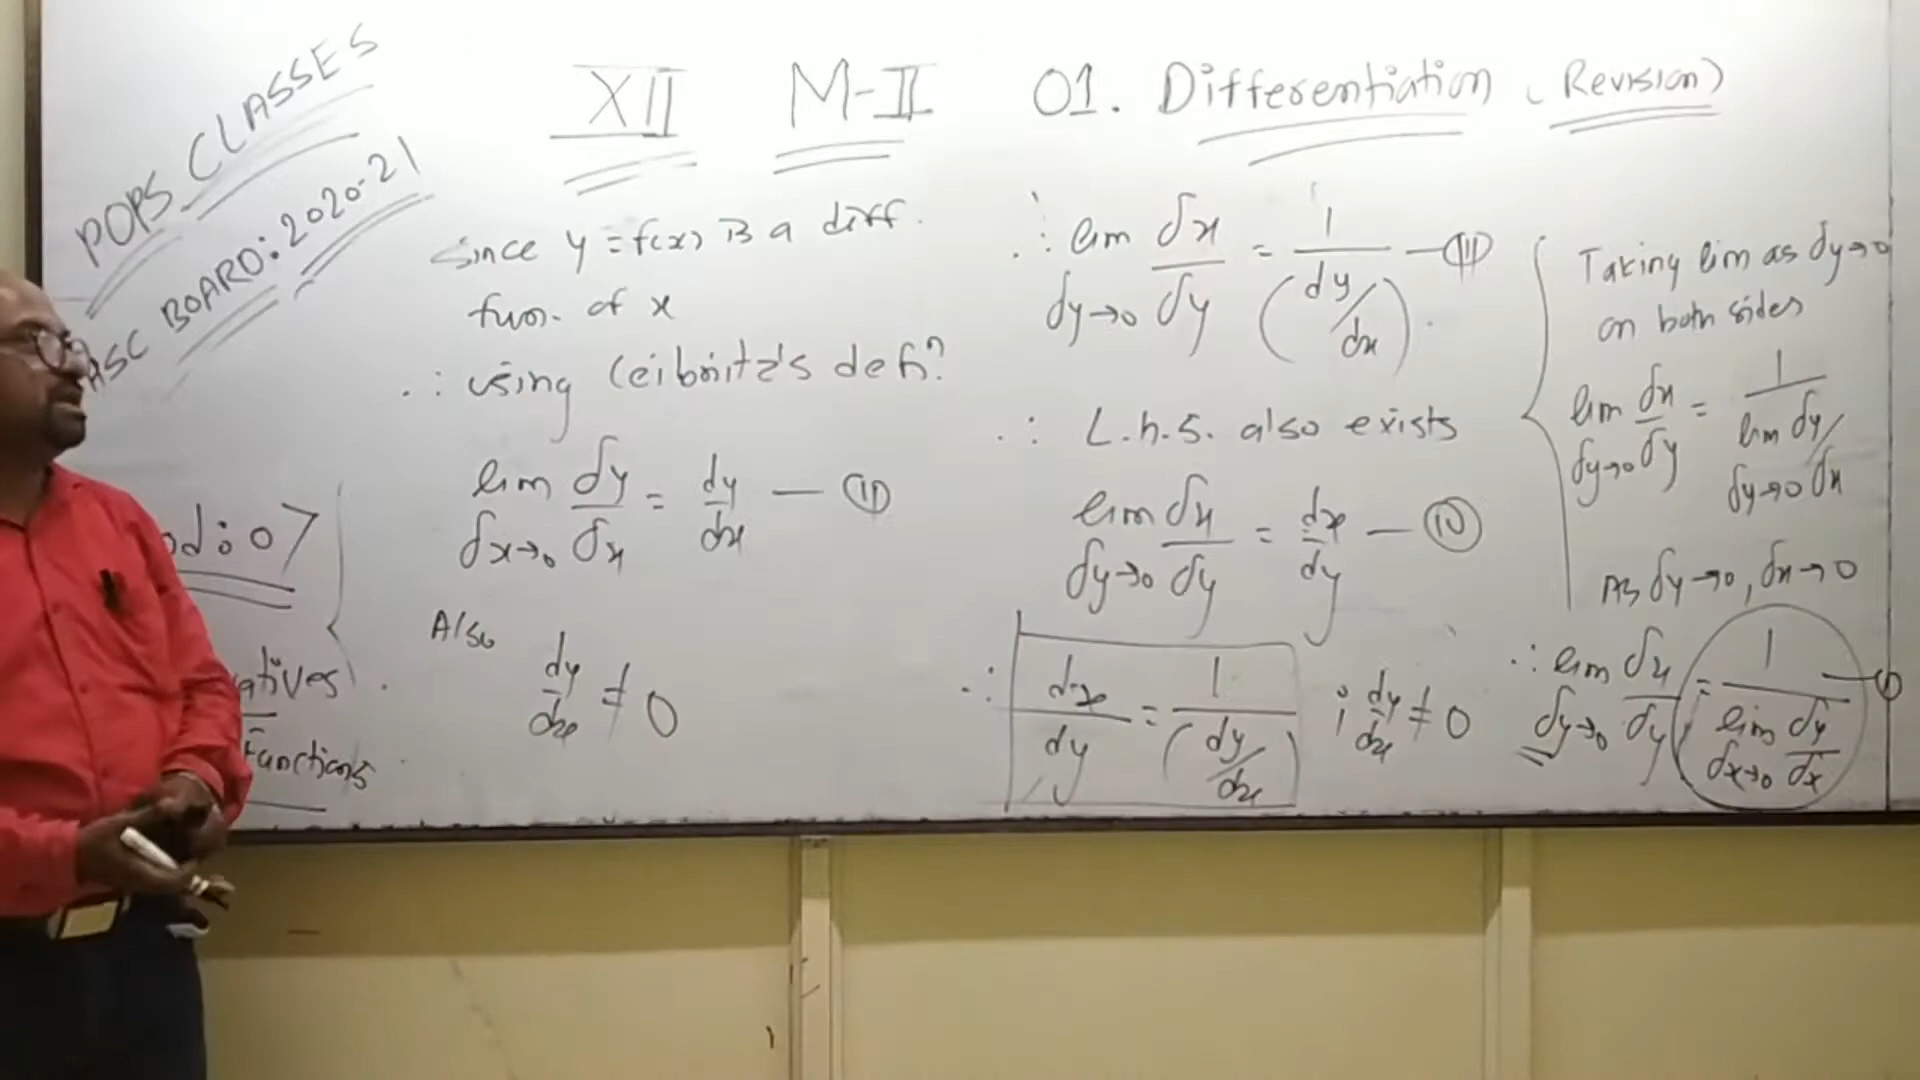 POPS CLASSES
HSC BOARD: 2020-21
XII M-II 01. Differentiation (Revision)
od: 07
atives
Functions
Since y = f(x) is a diff.
fun. of x
∴ using Leibnitz's defn
lim δx→0 δy/δx = dy/dx — (II)
Also
dy/dx ≠ 0
∴ lim δy→0 δx/δy = 1/(dy/dx) — (III)
∴ L.h.s. also exists
lim δy→0 δx/δy = dx/dy — (IV)
∴ dx/dy = 1/(dy/dx) ; dy/dx ≠ 0
Taking lim as δy→0
on both sides
lim δy→0 δx/δy = 1/(lim δy→0 δy/δx)
As δy→0, δx→0
∴ lim δy→0 δx/δy = 1/(lim δx→0 δy/δx) — (I)